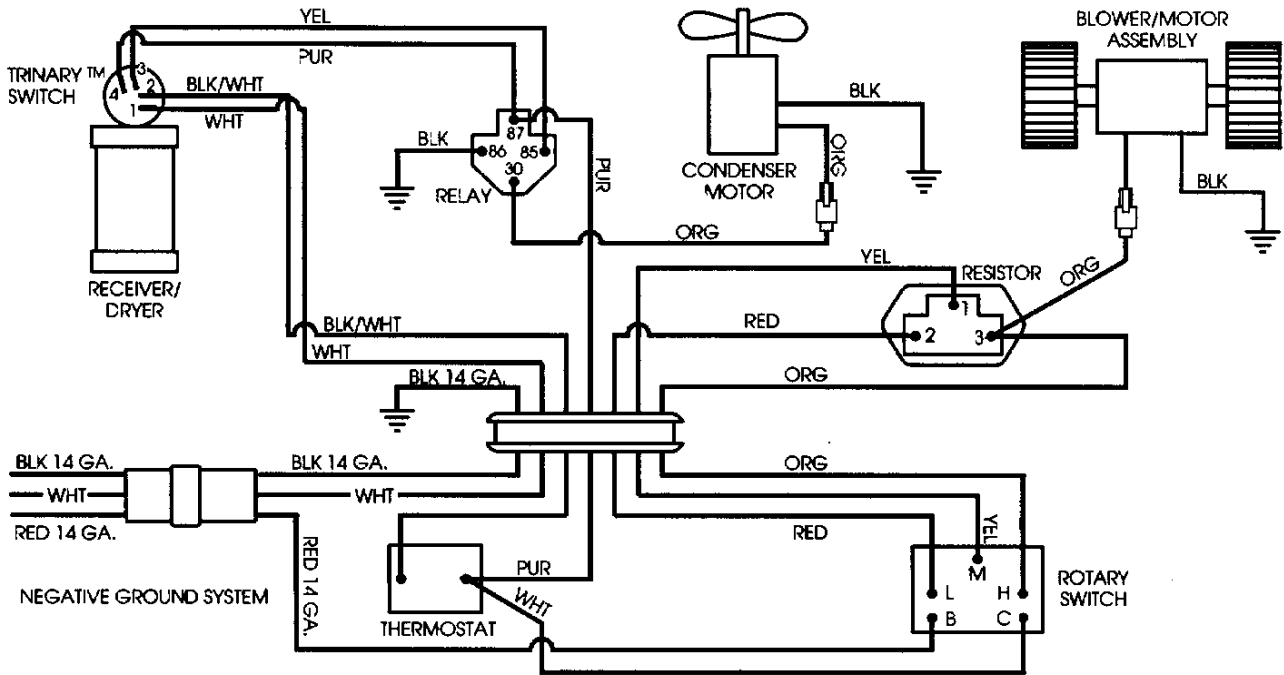 YEL
PUR
TRINARY ™
SWITCH
3
4
2
1
BLK/WHT
WHT
RECEIVER/
DRYER
BLK
87
86
85
30
RELAY
PUR
ORG
CONDENSER
MOTOR
BLK
ORG
BLOWER/MOTOR
ASSEMBLY
BLK
ORG
YEL
RESISTOR
1
2
3
RED
ORG
BLK/WHT
WHT
BLK 14 GA.
BLK 14 GA.
WHT
RED 14 GA.
BLK 14 GA.
WHT
RED 14 GA.
NEGATIVE GROUND SYSTEM
THERMOSTAT
PUR
WHT
ORG
RED
YEL
M
L
H
B
C
ROTARY
SWITCH